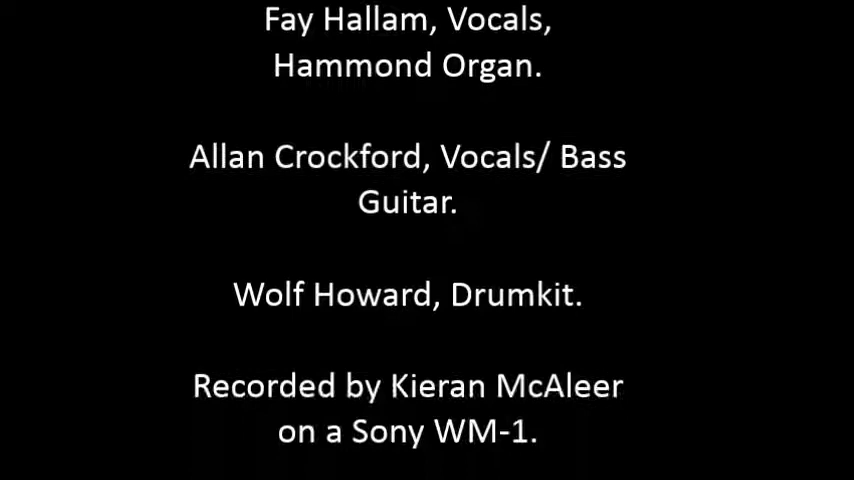 Fay Hallam, Vocals,
Hammond Organ.
Allan Crockford, Vocals/ Bass
Guitar.
Wolf Howard, Drumkit.
Recorded by Kieran McAleer
on a Sony WM-1.